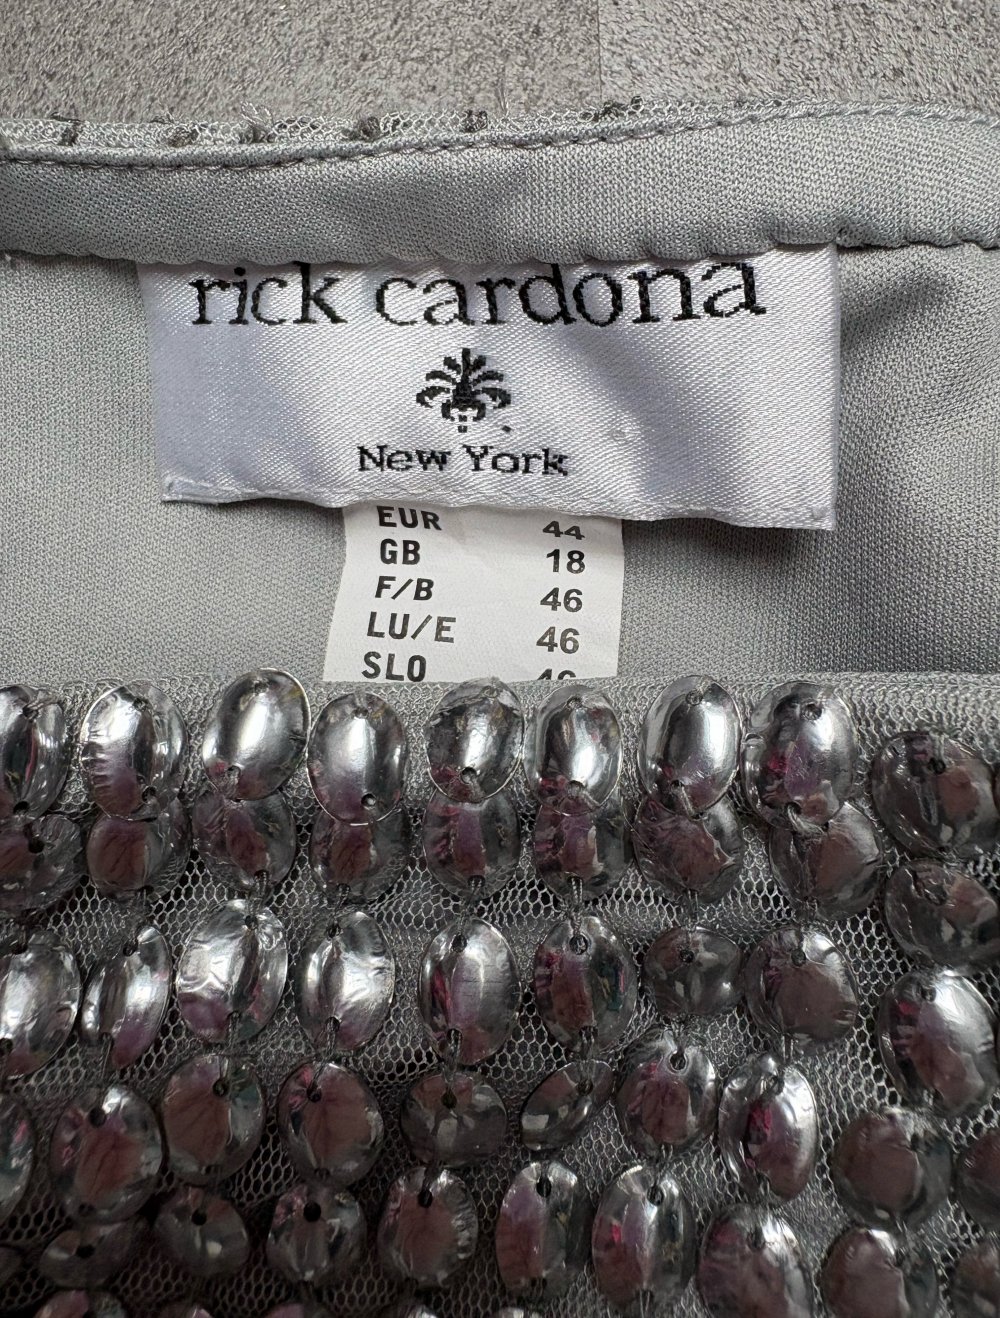 rick cardona
New York
EUR 44
GB 18
F/B 46
LU/E 46
SLO